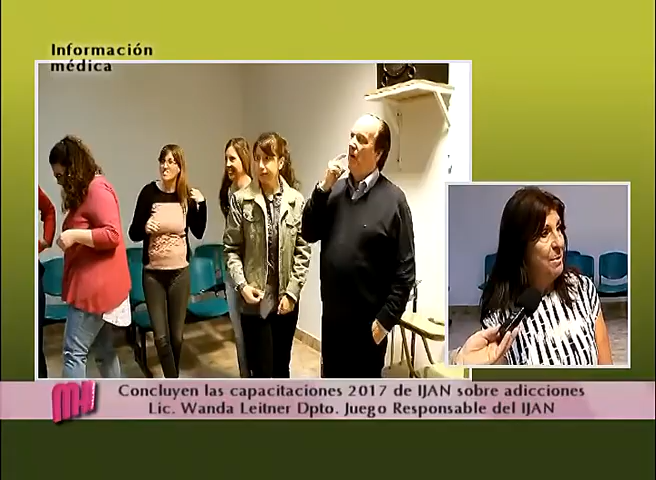 Información
médica
Concluyen las capacitaciones 2017 de IJAN sobre adicciones
Lic. Wanda Leitner Dpto. Juego Responsable del IJAN